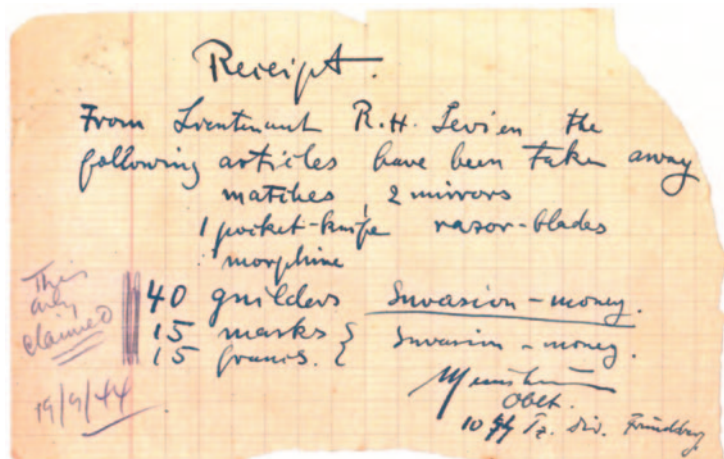 Receipt.
From Lieutenant R.H. Levien the
following articles have been taken away
matches, 2 mirrors
1 pocket-knife razor-blades
morphine
40 guilders Invasion-money.
15 marks } Invasion-money.
15 francs. }
Oblt.
10 SS Pz. Div. Frundsberg
This
only
claimed
19/9/44